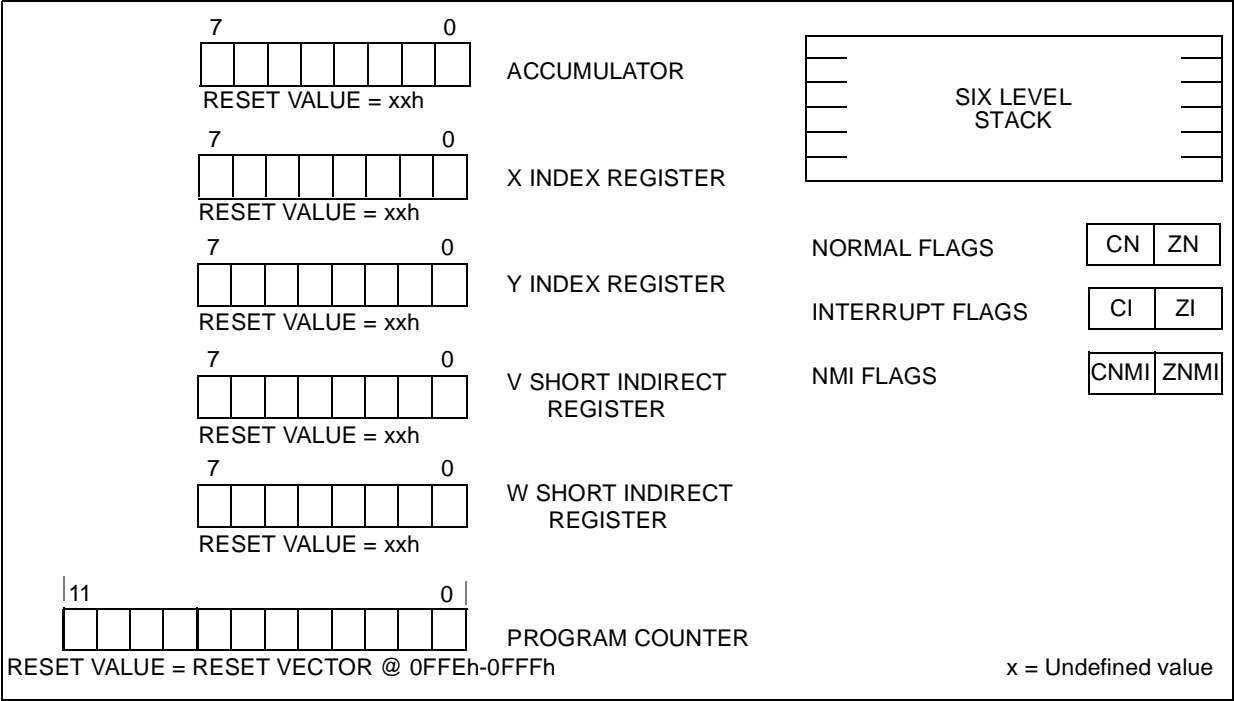 7 0
ACCUMULATOR
RESET VALUE = xxh
7 0
X INDEX REGISTER
RESET VALUE = xxh
7 0
Y INDEX REGISTER
RESET VALUE = xxh
7 0
V SHORT INDIRECT
REGISTER
RESET VALUE = xxh
7 0
W SHORT INDIRECT
REGISTER
RESET VALUE = xxh
11 0
PROGRAM COUNTER
RESET VALUE = RESET VECTOR @ 0FFEh-0FFFh
SIX LEVEL
STACK
NORMAL FLAGS CN ZN
INTERRUPT FLAGS CI ZI
NMI FLAGS CNMI ZNMI
x = Undefined value